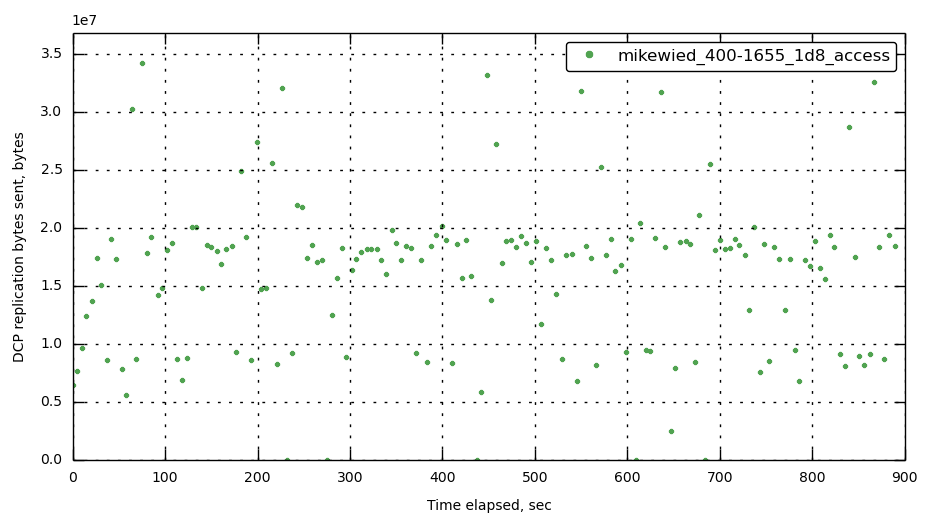 1e7
mikewied_400-1655_1d8_access
3.5
3.0
2.5
2.0
1.5
1.0
0.5
0.0
DCP replication bytes sent, bytes
0 100 200 300 400 500 600 700 800 900
Time elapsed, sec